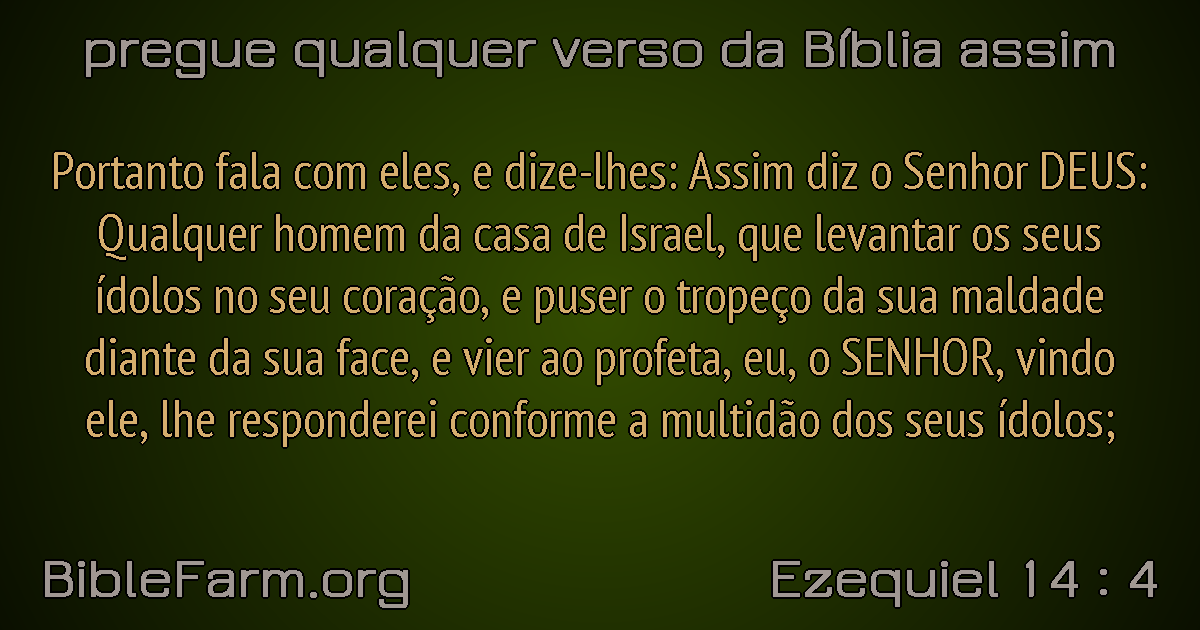 pregue qualquer verso da Bíblia assim
Portanto fala com eles, e dize-lhes: Assim diz o Senhor DEUS:
Qualquer homem da casa de Israel, que levantar os seus
ídolos no seu coração, e puser o tropeço da sua maldade
diante da sua face, e vier ao profeta, eu, o SENHOR, vindo
ele, lhe responderei conforme a multidão dos seus ídolos;
BibleFarm.org
Ezequiel 14 : 4